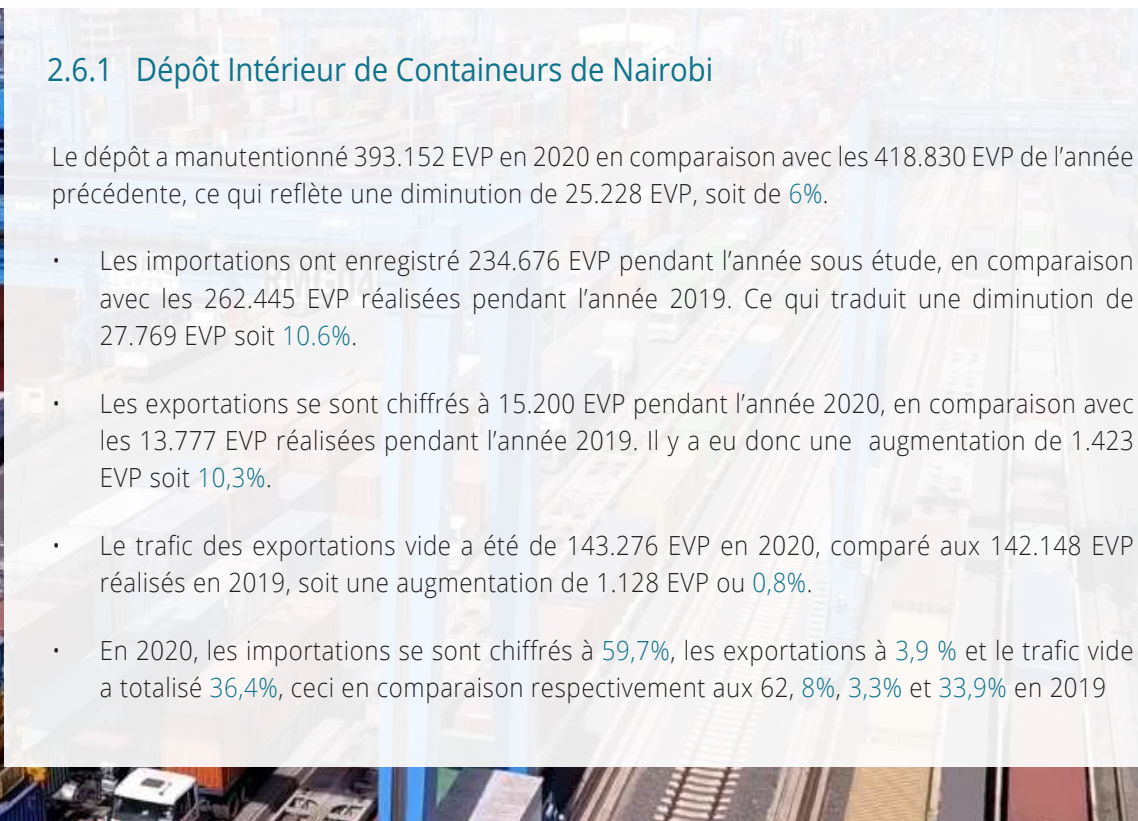 2.6.1 Dépôt Intérieur de Containeurs de Nairobi
Le dépôt a manutentionné 393.152 EVP en 2020 en comparaison avec les 418.830 EVP de l’année
précédente, ce qui reflète une diminution de 25.228 EVP, soit de 6%.
• Les importations ont enregistré 234.676 EVP pendant l’année sous étude, en comparaison
avec les 262.445 EVP réalisées pendant l’année 2019. Ce qui traduit une diminution de
27.769 EVP soit 10.6%.
• Les exportations se sont chiffrés à 15.200 EVP pendant l’année 2020, en comparaison avec
les 13.777 EVP réalisées pendant l’année 2019. Il y a eu donc une augmentation de 1.423
EVP soit 10,3%.
• Le trafic des exportations vide a été de 143.276 EVP en 2020, comparé aux 142.148 EVP
réalisés en 2019, soit une augmentation de 1.128 EVP ou 0,8%.
• En 2020, les importations se sont chiffrés à 59,7%, les exportations à 3,9 % et le trafic vide
a totalisé 36,4%, ceci en comparaison respectivement aux 62, 8%, 3,3% et 33,9% en 2019